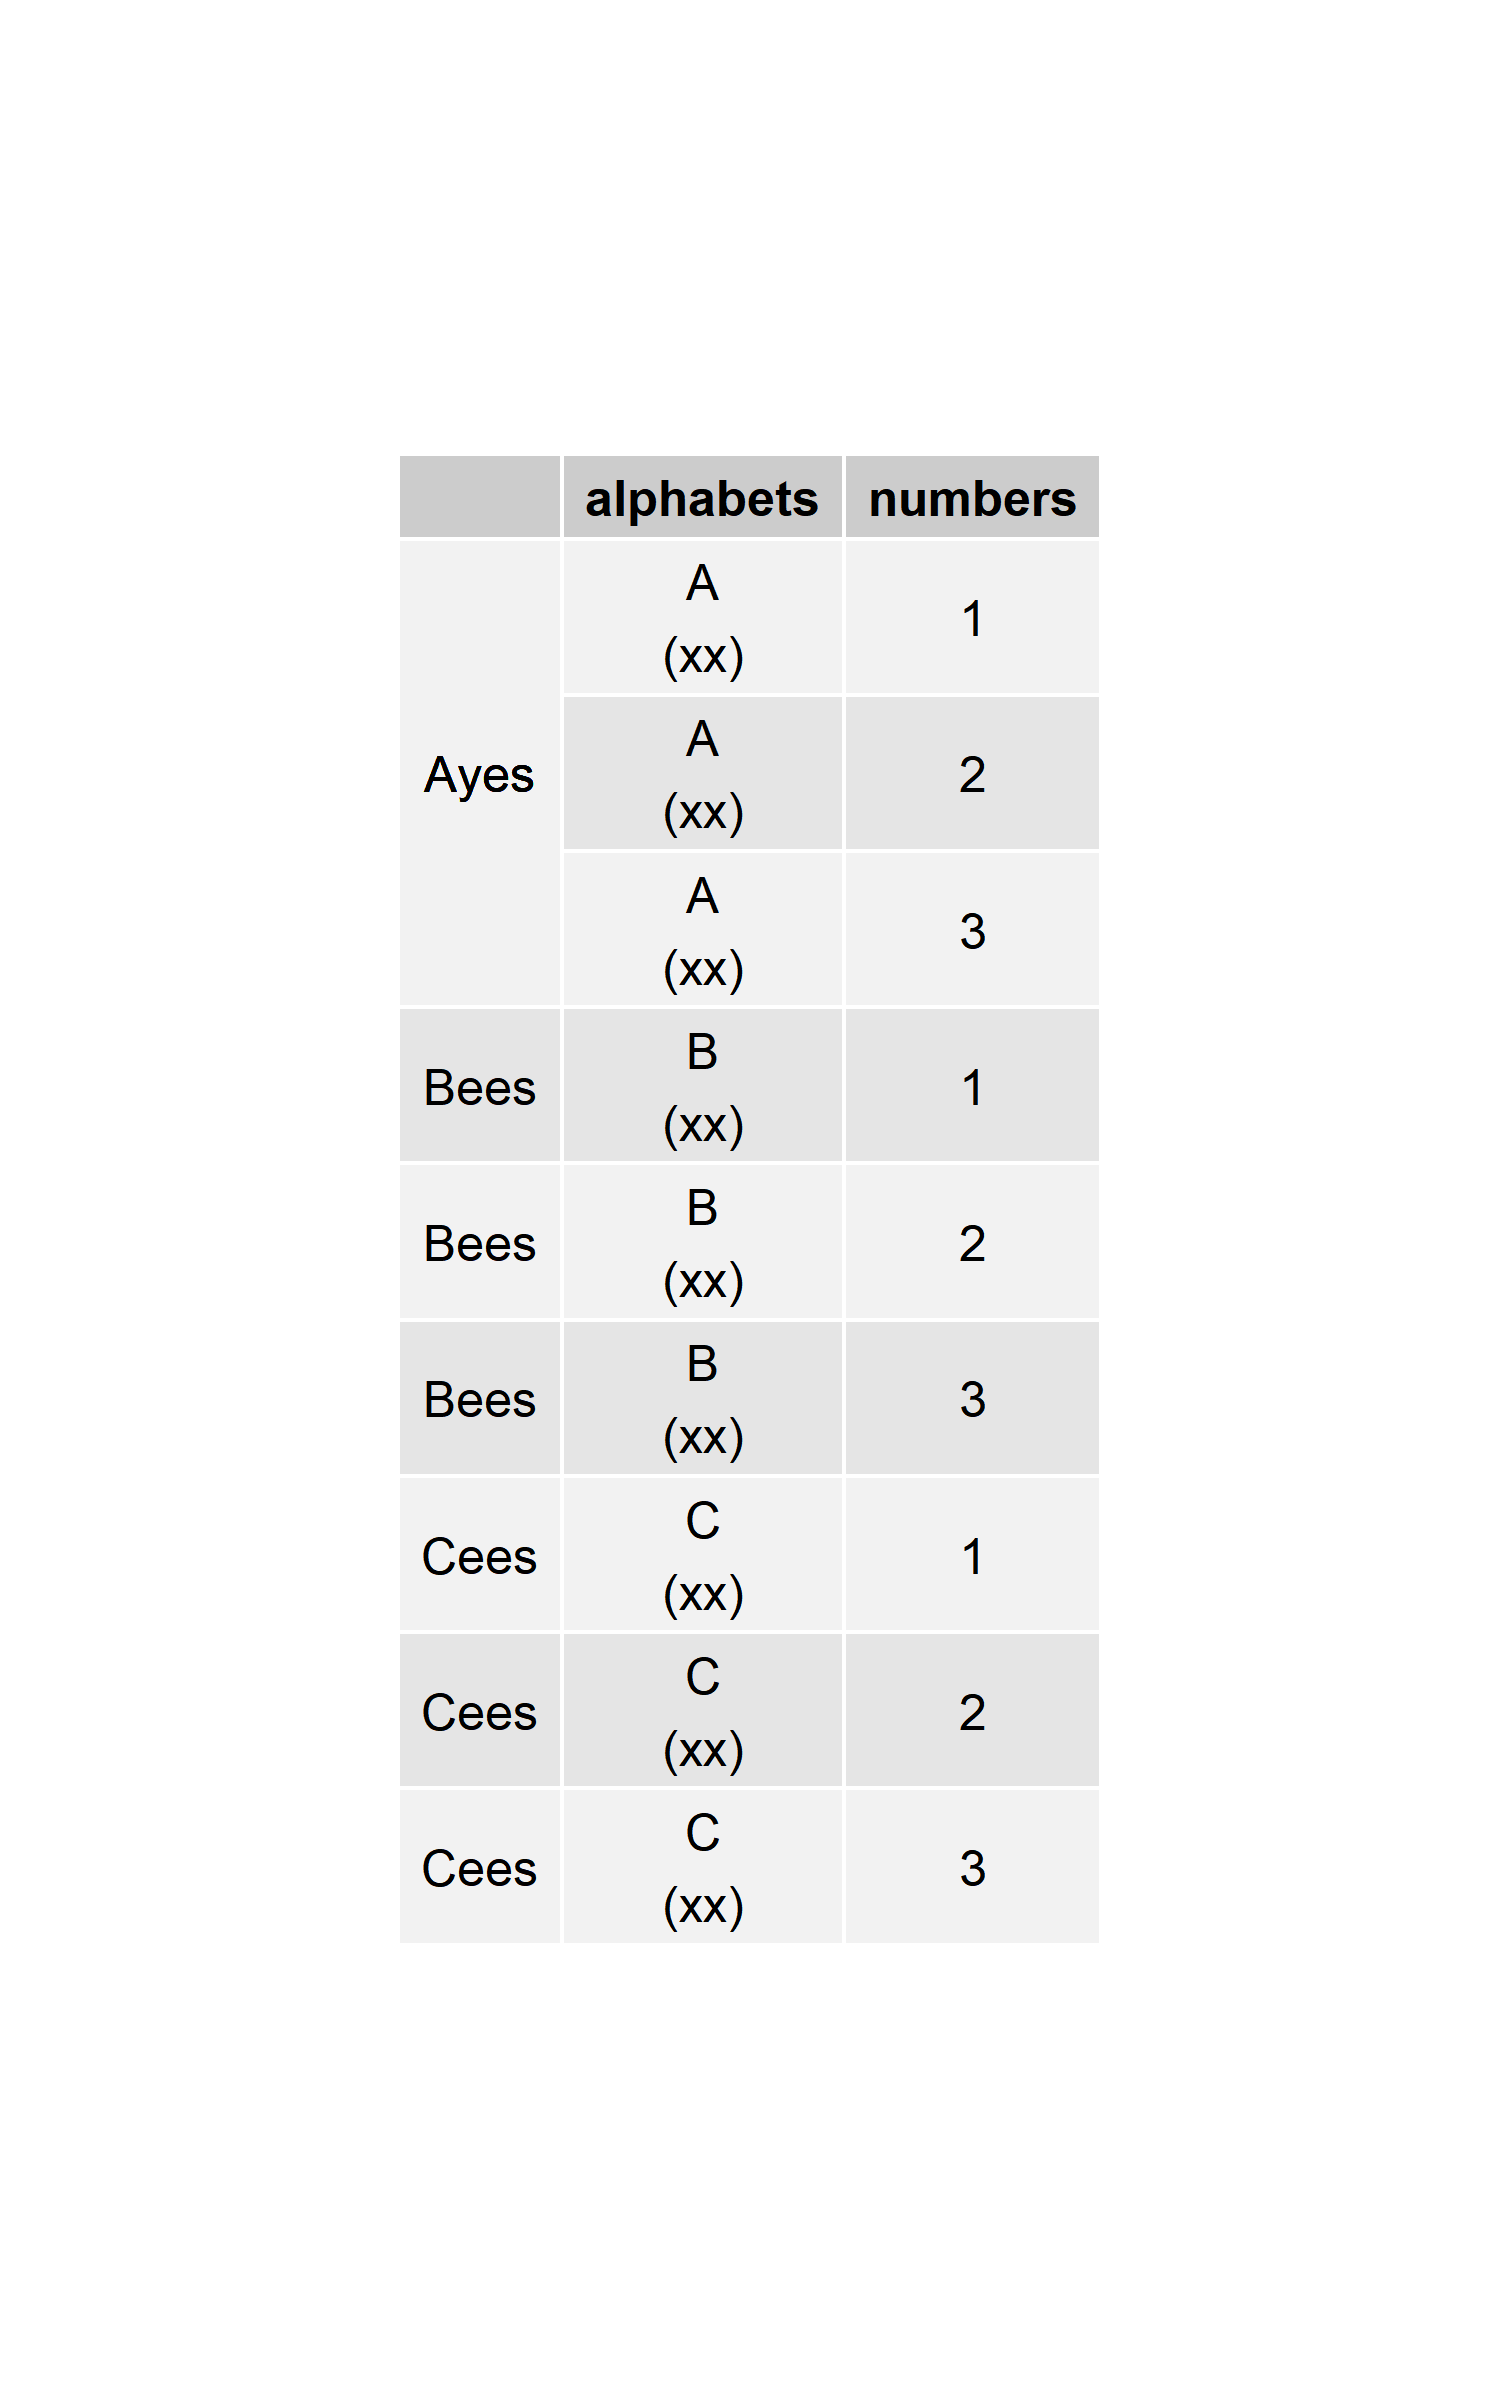 alphabets numbers
A
(xx) 1
Ayes
A
(xx) 2
A
(xx) 3
Bees
B
(xx) 1
Bees
B
(xx) 2
Bees
B
(xx) 3
Cees
C
(xx) 1
Cees
C
(xx) 2
Cees
C
(xx) 3